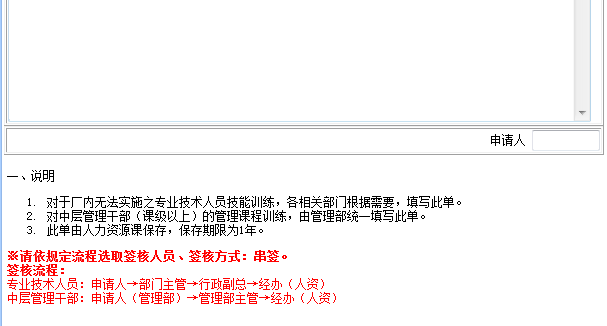 申请人
一、说明
1. 对于厂内无法实施之专业技术人员技能训练，各相关部门根据需要，填写此单。
2. 对中层管理干部（课级以上）的管理课程训练，由管理部统一填写此单。
3. 此单由人力资源课保存，保存期限为1年。
※请依规定流程选取签核人员、签核方式：串签。
签核流程：
专业技术人员：申请人→部门主管→行政副总→经办（人资）
中层管理干部：申请人（管理部）→管理部主管→经办（人资）